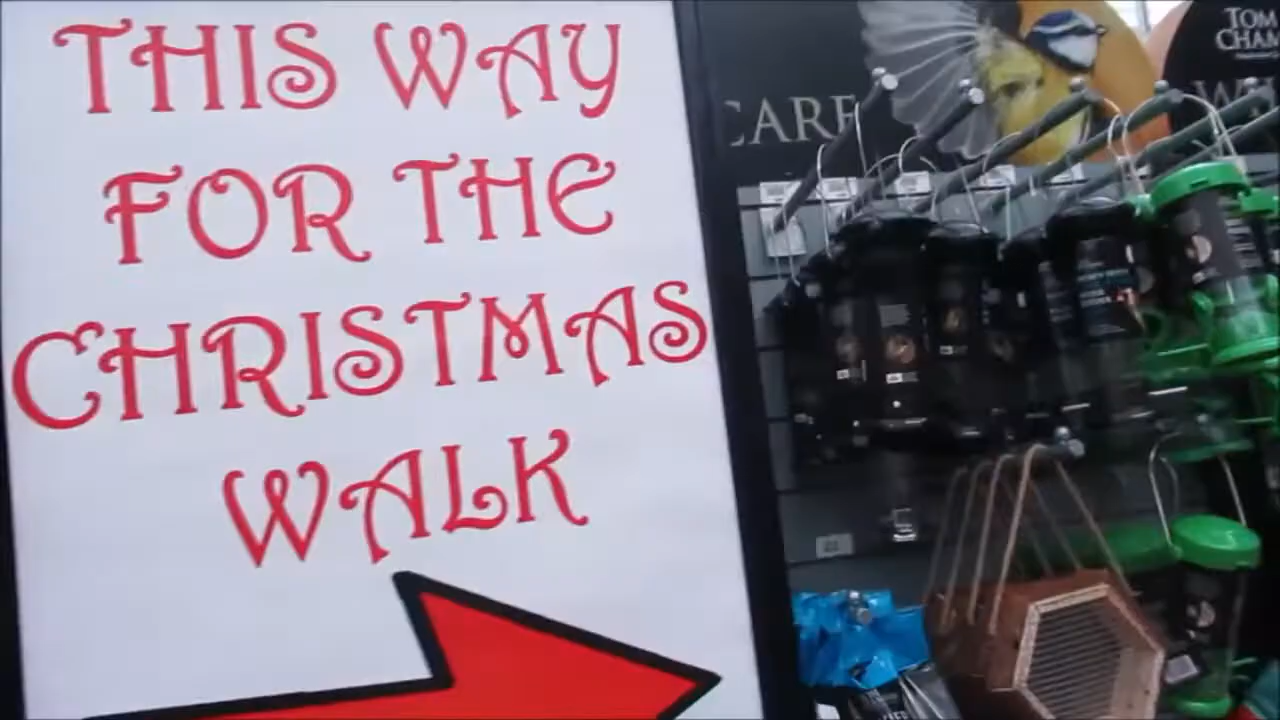 THIS WAY
FOR THE
CHRISTMAS
WALK
CARE
TOM
CHAM